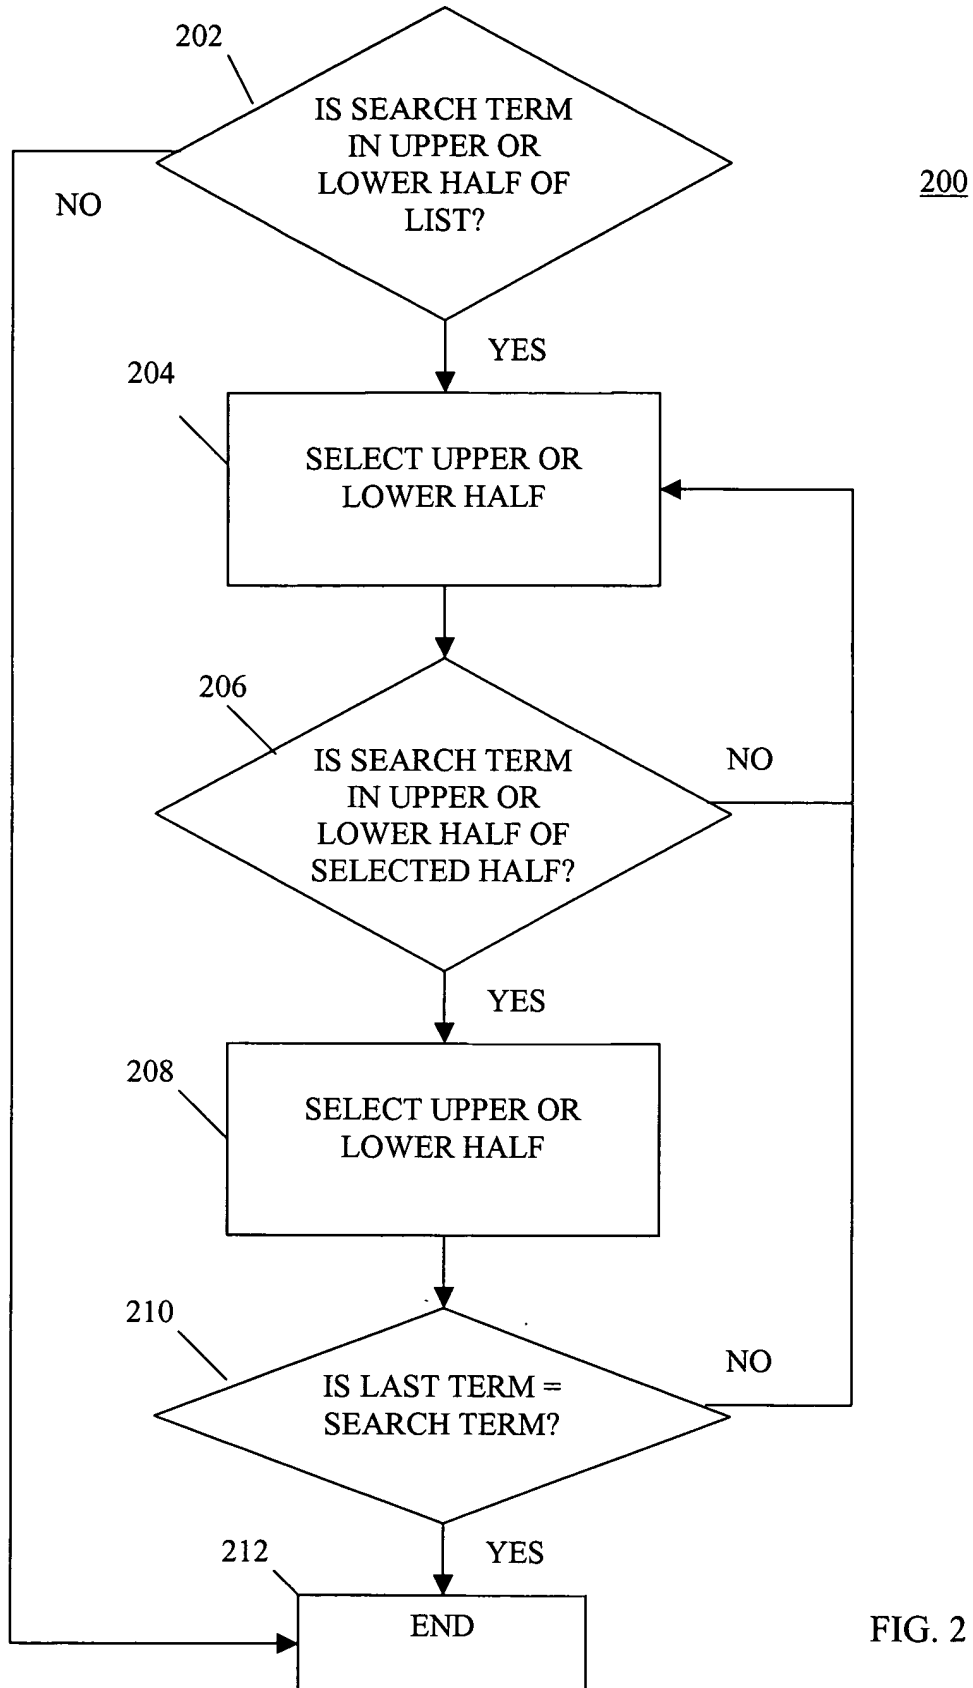 202
IS SEARCH TERM
IN UPPER OR
LOWER HALF OF
LIST?
200
NO
YES
204
SELECT UPPER OR
LOWER HALF
206
IS SEARCH TERM
IN UPPER OR
LOWER HALF OF
SELECTED HALF?
NO
YES
208
SELECT UPPER OR
LOWER HALF
210
IS LAST TERM =
SEARCH TERM?
NO
YES
212
END
FIG. 2